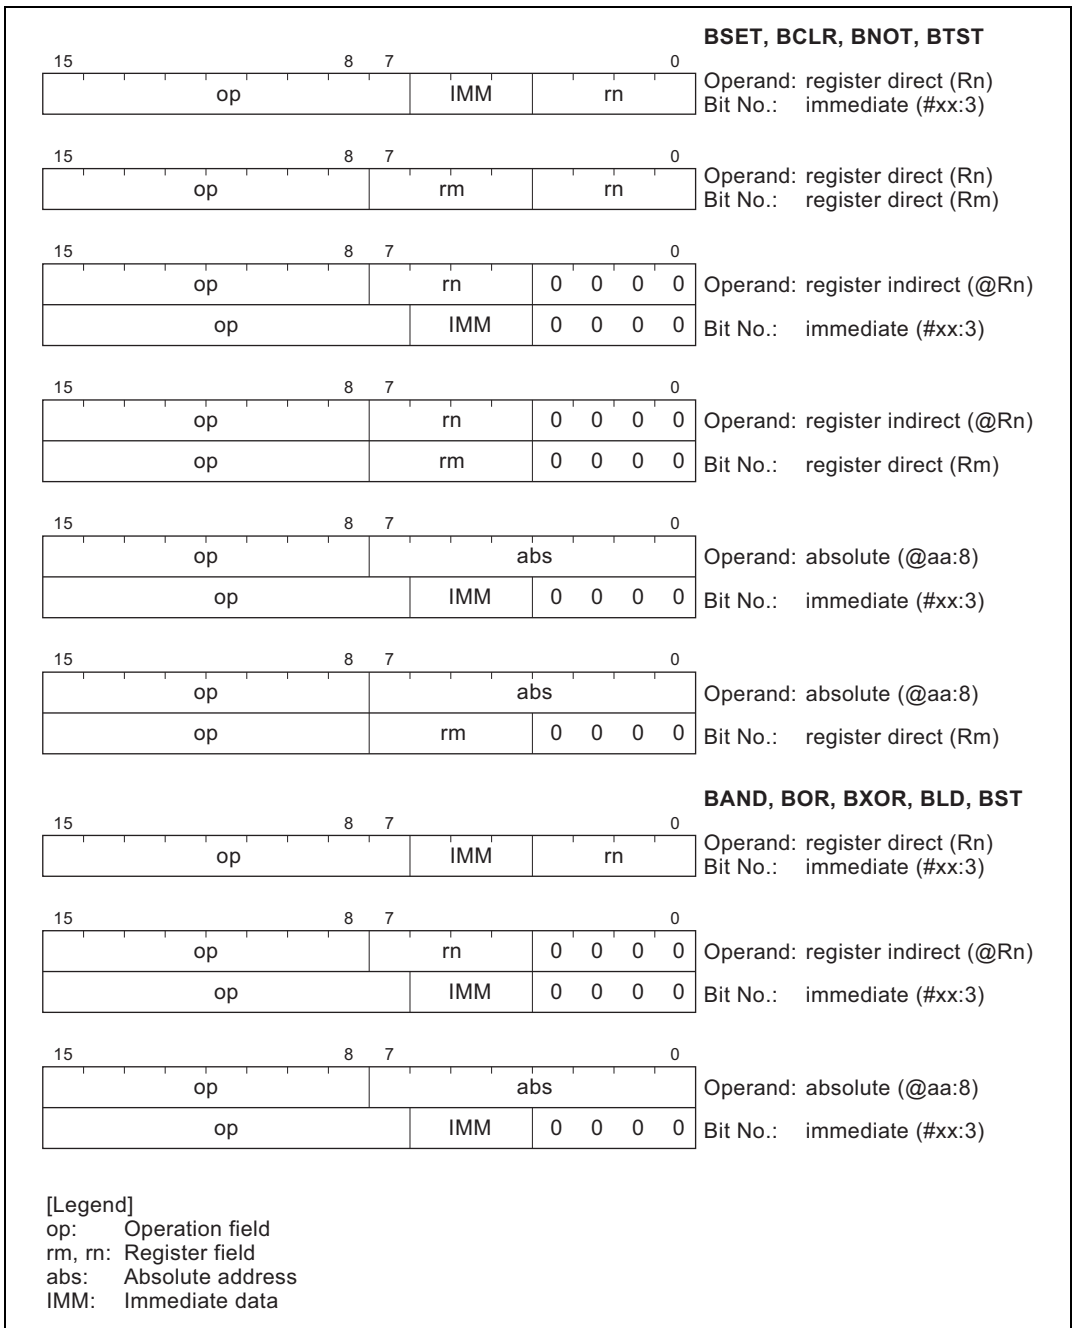 BSET, BCLR, BNOT, BTST
15 8 7 0
op IMM rn
Operand: register direct (Rn)
Bit No.: immediate (#xx:3)
15 8 7 0
op rm rn
Operand: register direct (Rn)
Bit No.: register direct (Rm)
15 8 7 0
op rn 0 0 0 0 Operand: register indirect (@Rn)
op IMM 0 0 0 0 Bit No.: immediate (#xx:3)
15 8 7 0
op rn 0 0 0 0 Operand: register indirect (@Rn)
op rm 0 0 0 0 Bit No.: register direct (Rm)
15 8 7 0
op abs Operand: absolute (@aa:8)
op IMM 0 0 0 0 Bit No.: immediate (#xx:3)
15 8 7 0
op abs Operand: absolute (@aa:8)
op rm 0 0 0 0 Bit No.: register direct (Rm)
BAND, BOR, BXOR, BLD, BST
15 8 7 0
op IMM rn
Operand: register direct (Rn)
Bit No.: immediate (#xx:3)
15 8 7 0
op rn 0 0 0 0 Operand: register indirect (@Rn)
op IMM 0 0 0 0 Bit No.: immediate (#xx:3)
15 8 7 0
op abs Operand: absolute (@aa:8)
op IMM 0 0 0 0 Bit No.: immediate (#xx:3)
[Legend]
op: Operation field
rm, rn: Register field
abs: Absolute address
IMM: Immediate data